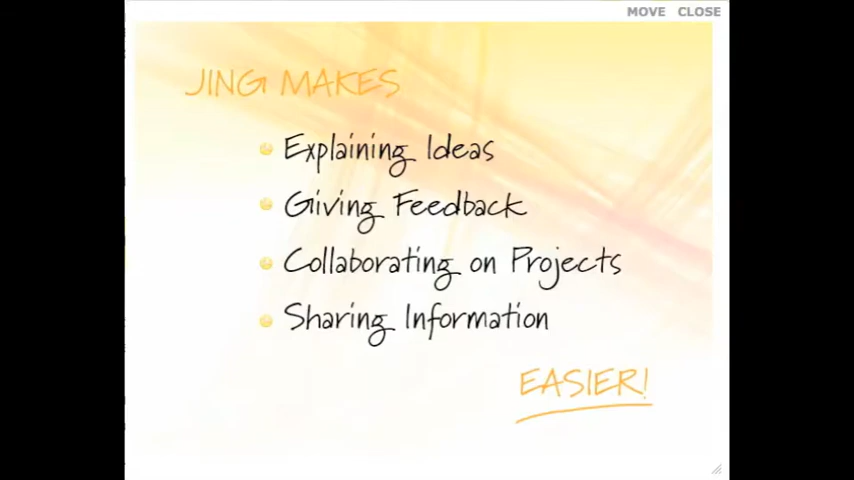 MOVE CLOSE
JING MAKES
Explaining Ideas
Giving Feedback
Collaborating on Projects
Sharing Information
EASIER!